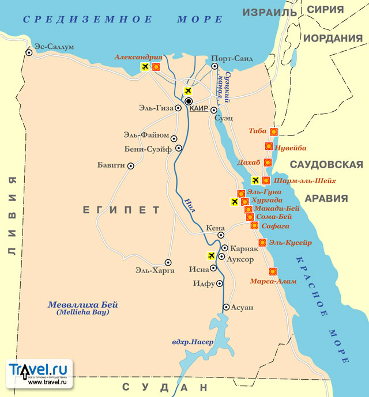 СРЕДИЗЕМНОЕ МОРЕ
ИЗРАИЛЬ
СИРИЯ
ИОРДАНИЯ
Эс-Саллум
Александрия
Порт-Саид
Суэцкий
канал
Эль-Гиза
КАИР
Суэц
Таба
Эль-Файюм
Нувейба
Бени-Суэйф
Дахаб
САУДОВСКАЯ
АРАВИЯ
Бавити
Шарм-эль-Шейх
Эль-Гуна
Хургада
Макади-Бей
Сома-Бей
Сафага
ЛИВИЯ
ЕГИПЕТ
Нил
Кена
Эль-Кусейр
Карнак
Луксор
Эль-Харга
Исна
Марса-Алам
Идфу
КРАСНОЕ МОРЕ
Меввллиха Бей
(Mellieha Bay)
Асуан
вдхр.Насер
TRAVEL.RU
www.travel.ru
СУДАН